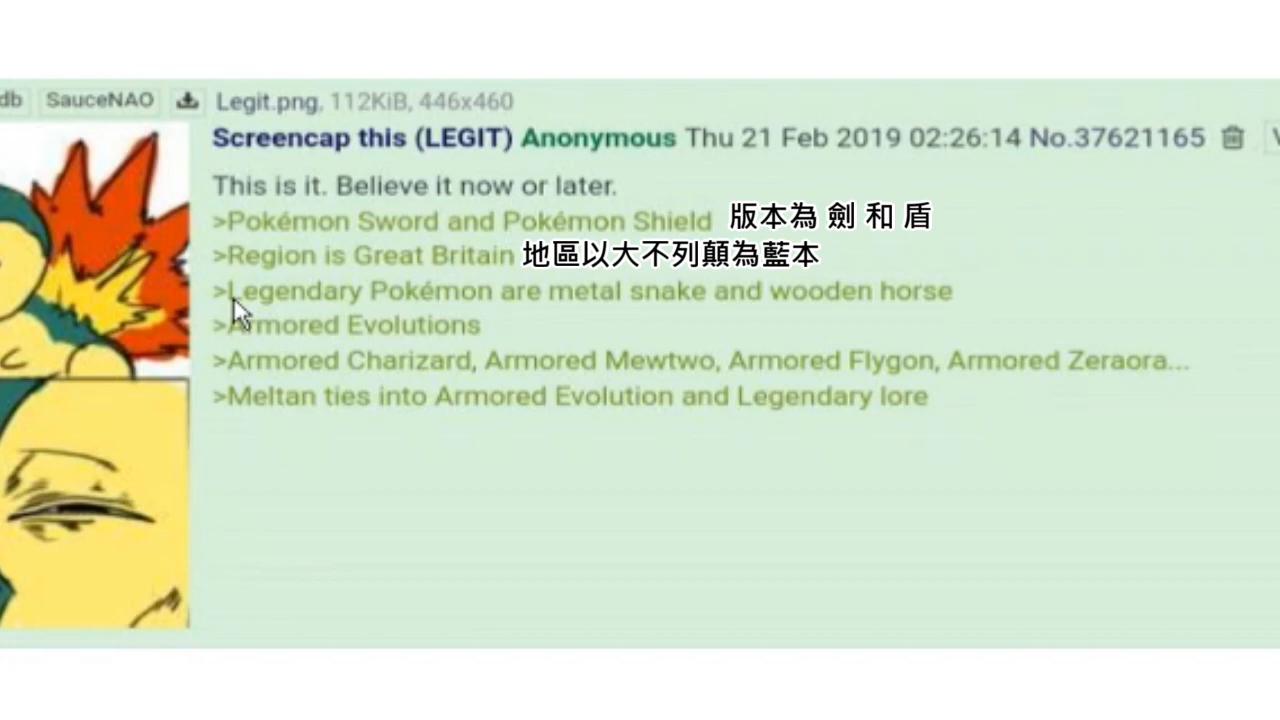 db SauceNAO Legit.png, 112KiB, 446x460
Screencap this (LEGIT) Anonymous Thu 21 Feb 2019 02:26:14 No.37621165
This is it. Believe it now or later.
>Pokémon Sword and Pokémon Shield 版本為 劍 和 盾
>Region is Great Britain 地區以大不列顛為藍本
>Legendary Pokémon are metal snake and wooden horse
>Armored Evolutions
>Armored Charizard, Armored Mewtwo, Armored Flygon, Armored Zeraora...
>Meltan ties into Armored Evolution and Legendary lore